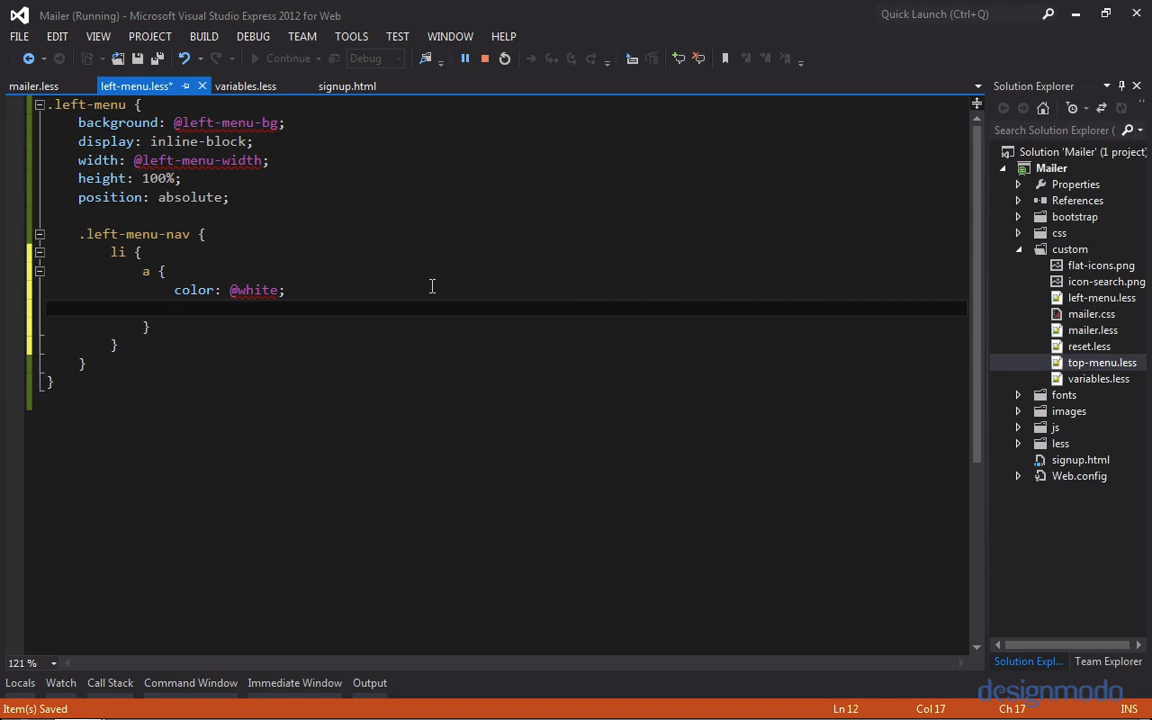 Mailer (Running) - Microsoft Visual Studio Express 2012 for Web
Quick Launch (Ctrl+Q)
FILE EDIT VIEW PROJECT BUILD DEBUG TEAM TOOLS TEST WINDOW HELP
Continue Debug
mailer.less left-menu.less* variables.less signup.html
Solution Explorer
Search Solution Explorer (
.left-menu {
background: @left-menu-bg;
display: inline-block;
width: @left-menu-width;
height: 100%;
position: absolute;
.left-menu-nav {
li {
a {
color: @white;
}
}
}
}
Solution 'Mailer' (1 project)
Mailer
Properties
References
bootstrap
css
custom
flat-icons.png
icon-search.png
left-menu.less
mailer.css
mailer.less
reset.less
top-menu.less
variables.less
fonts
images
js
less
signup.html
Web.config
121 %
Solution Expl... Team Explorer
Locals Watch Call Stack Command Window Immediate Window Output
designmodo
Item(s) Saved Ln 12 Col 17 Ch 17 INS